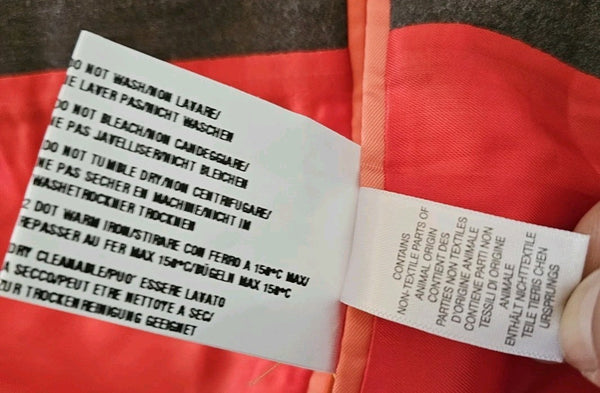 DO NOT WASH/NON LAVARE/
NE LAVER PAS/NICHT WASCHEN
DO NOT BLEACH/NON CANDEGGIARE/
NE PAS JAVELLISER/NICHT BLEICHEN
DO NOT TUMBLE DRY/NON CENTRIFUGARE/
NE PAS SECHER EN MACHINE/NICHT IM
WASHETROCKNER TROCKNEN
2 DOT WARM IRON/STIRARE CON FERRO A 150°C MAX/
REPASSER AU FER MAX 150°C/BÜGELN MAX 150°C
DRY CLEANABLE/PUO' ESSERE LAVATO
A SECCO/PEUT ETRE NETTOYE A SEC/
ZUR TROCKENREINIGUNG GEEIGNET
CONTAINS
NON-TEXTILE PARTS OF
ANIMAL ORIGIN
CONTIENT DES
PARTIES NON TEXTILES
D'ORIGINE ANIMALE
CONTIENE PARTI NON
TESSILI DI ORIGINE
ANIMALE
ENTHÄLT NICHTTEXTILE
TEILE TIERIS CHEN
URSPRUNGS